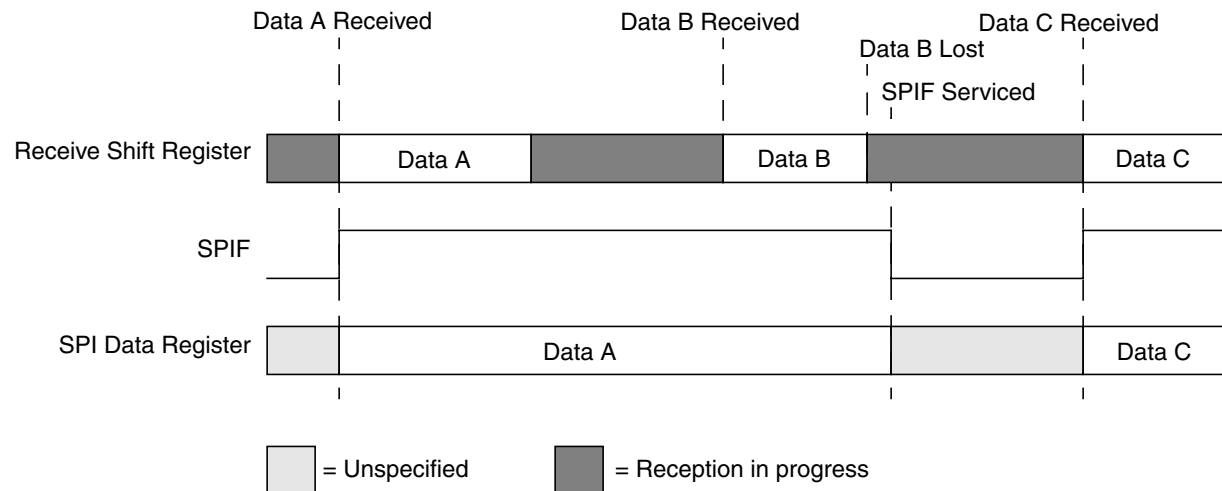 Data A Received
Data B Received
Data C Received
Data B Lost
SPIF Serviced
Receive Shift Register
Data A
Data B
Data C
SPIF
SPI Data Register
Data A
Data C
= Unspecified
= Reception in progress